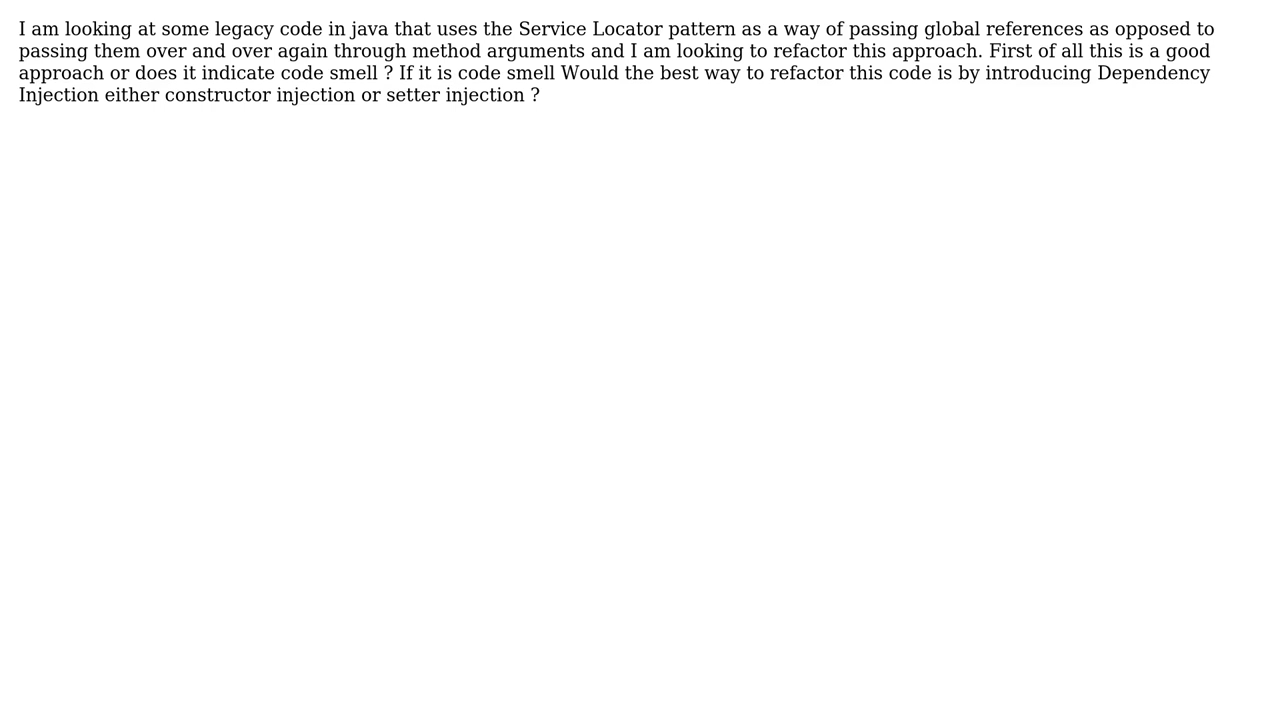 I am looking at some legacy code in java that uses the Service Locator pattern as a way of passing global references as opposed to
passing them over and over again through method arguments and I am looking to refactor this approach. First of all this is a good
approach or does it indicate code smell ? If it is code smell Would the best way to refactor this code is by introducing Dependency
Injection either constructor injection or setter injection ?